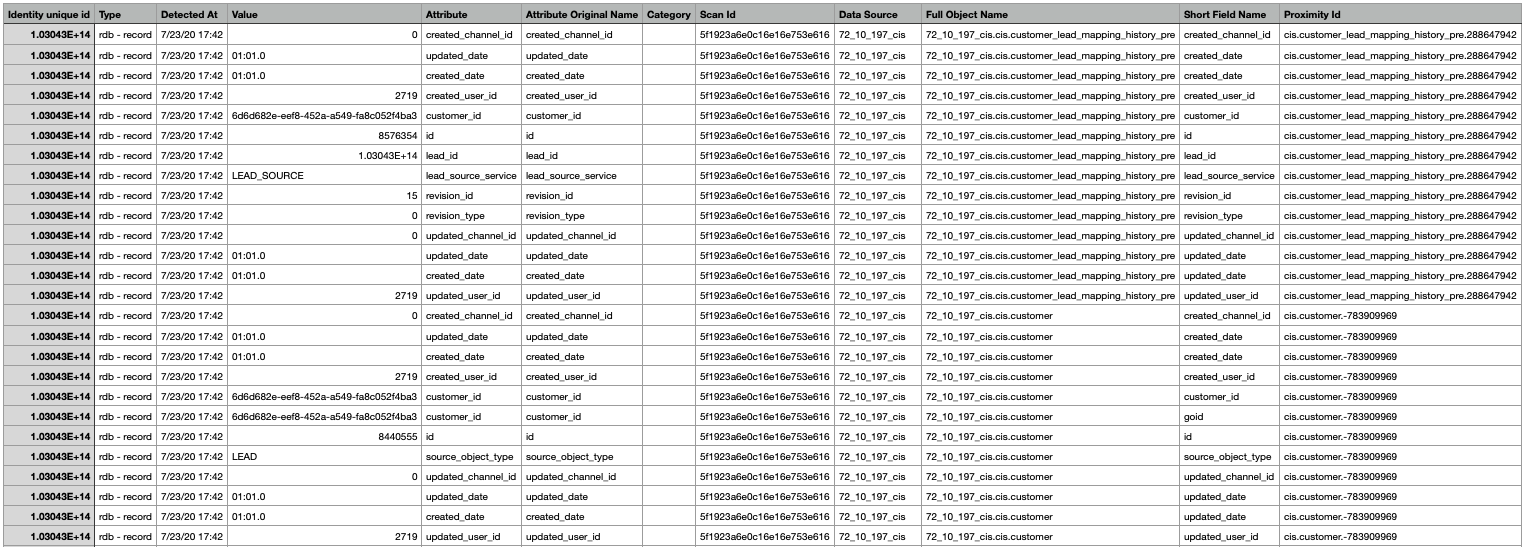 Identity unique id Type Detected At Value Attribute Attribute Original Name Category Scan Id Data Source Full Object Name Short Field Name Proximity Id
1.03043E+14 rdb - record 7/23/20 17:42 0 created_channel_id created_channel_id 5f1923a6e0c16e16e753e616 72_10_197_cis 72_10_197_cis.cis.customer_lead_mapping_history_pre created_channel_id cis.customer_lead_mapping_history_pre.288647942
1.03043E+14 rdb - record 7/23/20 17:42 01:01.0 updated_date updated_date 5f1923a6e0c16e16e753e616 72_10_197_cis 72_10_197_cis.cis.customer_lead_mapping_history_pre created_date cis.customer_lead_mapping_history_pre.288647942
1.03043E+14 rdb - record 7/23/20 17:42 01:01.0 created_date created_date 5f1923a6e0c16e16e753e616 72_10_197_cis 72_10_197_cis.cis.customer_lead_mapping_history_pre created_date cis.customer_lead_mapping_history_pre.288647942
1.03043E+14 rdb - record 7/23/20 17:42 2719 created_user_id created_user_id 5f1923a6e0c16e16e753e616 72_10_197_cis 72_10_197_cis.cis.customer_lead_mapping_history_pre created_user_id cis.customer_lead_mapping_history_pre.288647942
1.03043E+14 rdb - record 7/23/20 17:42 6d6d682e-eef8-452a-a549-fa8c052f4ba3 customer_id customer_id 5f1923a6e0c16e16e753e616 72_10_197_cis 72_10_197_cis.cis.customer_lead_mapping_history_pre customer_id cis.customer_lead_mapping_history_pre.288647942
1.03043E+14 rdb - record 7/23/20 17:42 8576354 id id 5f1923a6e0c16e16e753e616 72_10_197_cis 72_10_197_cis.cis.customer_lead_mapping_history_pre id cis.customer_lead_mapping_history_pre.288647942
1.03043E+14 rdb - record 7/23/20 17:42 1.03043E+14 lead_id lead_id 5f1923a6e0c16e16e753e616 72_10_197_cis 72_10_197_cis.cis.customer_lead_mapping_history_pre lead_id cis.customer_lead_mapping_history_pre.288647942
1.03043E+14 rdb - record 7/23/20 17:42 LEAD_SOURCE lead_source_service lead_source_service 5f1923a6e0c16e16e753e616 72_10_197_cis 72_10_197_cis.cis.customer_lead_mapping_history_pre lead_source_service cis.customer_lead_mapping_history_pre.288647942
1.03043E+14 rdb - record 7/23/20 17:42 15 revision_id revision_id 5f1923a6e0c16e16e753e616 72_10_197_cis 72_10_197_cis.cis.customer_lead_mapping_history_pre revision_id cis.customer_lead_mapping_history_pre.288647942
1.03043E+14 rdb - record 7/23/20 17:42 0 revision_type revision_type 5f1923a6e0c16e16e753e616 72_10_197_cis 72_10_197_cis.cis.customer_lead_mapping_history_pre revision_type cis.customer_lead_mapping_history_pre.288647942
1.03043E+14 rdb - record 7/23/20 17:42 0 updated_channel_id updated_channel_id 5f1923a6e0c16e16e753e616 72_10_197_cis 72_10_197_cis.cis.customer_lead_mapping_history_pre updated_channel_id cis.customer_lead_mapping_history_pre.288647942
1.03043E+14 rdb - record 7/23/20 17:42 01:01.0 updated_date updated_date 5f1923a6e0c16e16e753e616 72_10_197_cis 72_10_197_cis.cis.customer_lead_mapping_history_pre updated_date cis.customer_lead_mapping_history_pre.288647942
1.03043E+14 rdb - record 7/23/20 17:42 01:01.0 created_date created_date 5f1923a6e0c16e16e753e616 72_10_197_cis 72_10_197_cis.cis.customer_lead_mapping_history_pre updated_date cis.customer_lead_mapping_history_pre.288647942
1.03043E+14 rdb - record 7/23/20 17:42 2719 updated_user_id updated_user_id 5f1923a6e0c16e16e753e616 72_10_197_cis 72_10_197_cis.cis.customer_lead_mapping_history_pre updated_user_id cis.customer_lead_mapping_history_pre.288647942
1.03043E+14 rdb - record 7/23/20 17:42 0 created_channel_id created_channel_id 5f1923a6e0c16e16e753e616 72_10_197_cis 72_10_197_cis.cis.customer created_channel_id cis.customer.-783909969
1.03043E+14 rdb - record 7/23/20 17:42 01:01.0 updated_date updated_date 5f1923a6e0c16e16e753e616 72_10_197_cis 72_10_197_cis.cis.customer created_date cis.customer.-783909969
1.03043E+14 rdb - record 7/23/20 17:42 01:01.0 created_date created_date 5f1923a6e0c16e16e753e616 72_10_197_cis 72_10_197_cis.cis.customer created_date cis.customer.-783909969
1.03043E+14 rdb - record 7/23/20 17:42 2719 created_user_id created_user_id 5f1923a6e0c16e16e753e616 72_10_197_cis 72_10_197_cis.cis.customer created_user_id cis.customer.-783909969
1.03043E+14 rdb - record 7/23/20 17:42 6d6d682e-eef8-452a-a549-fa8c052f4ba3 customer_id customer_id 5f1923a6e0c16e16e753e616 72_10_197_cis 72_10_197_cis.cis.customer customer_id cis.customer.-783909969
1.03043E+14 rdb - record 7/23/20 17:42 6d6d682e-eef8-452a-a549-fa8c052f4ba3 customer_id customer_id 5f1923a6e0c16e16e753e616 72_10_197_cis 72_10_197_cis.cis.customer goid cis.customer.-783909969
1.03043E+14 rdb - record 7/23/20 17:42 8440555 id id 5f1923a6e0c16e16e753e616 72_10_197_cis 72_10_197_cis.cis.customer id cis.customer.-783909969
1.03043E+14 rdb - record 7/23/20 17:42 LEAD source_object_type source_object_type 5f1923a6e0c16e16e753e616 72_10_197_cis 72_10_197_cis.cis.customer source_object_type cis.customer.-783909969
1.03043E+14 rdb - record 7/23/20 17:42 0 updated_channel_id updated_channel_id 5f1923a6e0c16e16e753e616 72_10_197_cis 72_10_197_cis.cis.customer updated_channel_id cis.customer.-783909969
1.03043E+14 rdb - record 7/23/20 17:42 01:01.0 updated_date updated_date 5f1923a6e0c16e16e753e616 72_10_197_cis 72_10_197_cis.cis.customer updated_date cis.customer.-783909969
1.03043E+14 rdb - record 7/23/20 17:42 01:01.0 created_date created_date 5f1923a6e0c16e16e753e616 72_10_197_cis 72_10_197_cis.cis.customer updated_date cis.customer.-783909969
1.03043E+14 rdb - record 7/23/20 17:42 2719 updated_user_id updated_user_id 5f1923a6e0c16e16e753e616 72_10_197_cis 72_10_197_cis.cis.customer updated_user_id cis.customer.-783909969